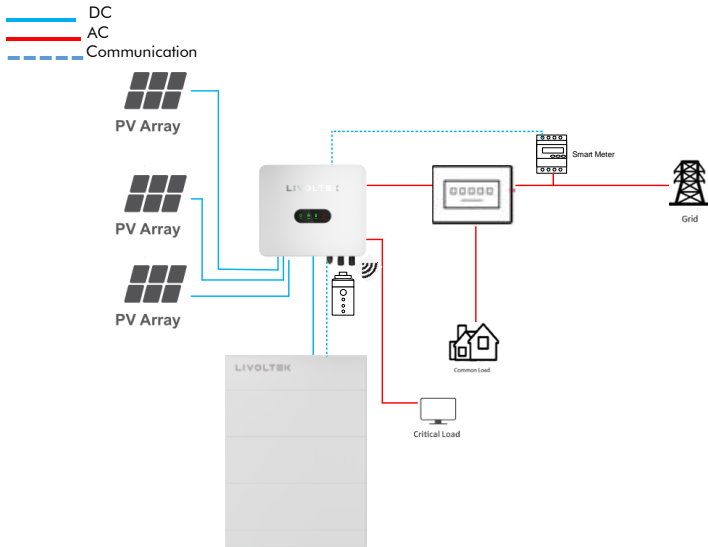 DC
AC
Communication
PV Array
Smart Meter
LIVOLTEK
Grid
PV Array
PV Array
Common Load
LIVOLTEK
Critical Load